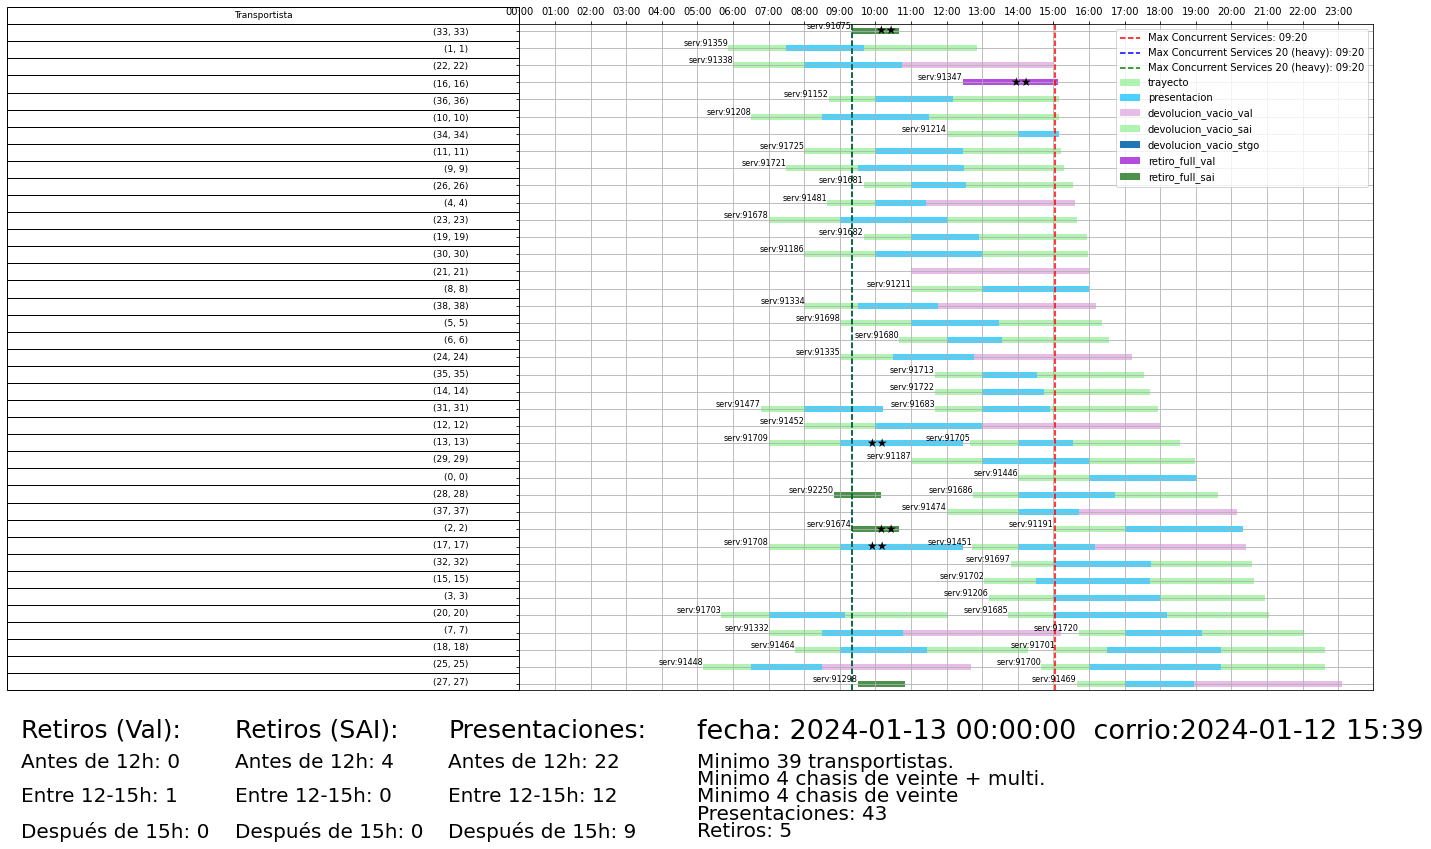 Transportista
00:00 01:00 02:00 03:00 04:00 05:00 06:00 07:00 08:00 09:00 10:00 11:00 12:00 13:00 14:00 15:00 16:00 17:00 18:00 19:00 20:00 21:00 22:00 23:00
Max Concurrent Services: 09:20
Max Concurrent Services 20 (heavy): 09:20
Max Concurrent Services 20 (heavy): 09:20
trayecto
presentacion
devolucion_vacio_val
devolucion_vacio_sai
devolucion_vacio_stgo
retiro_full_val
retiro_full_sai
(33, 33) serv:91675
(1, 1) serv:91359
(22, 22) serv:91338
(16, 16) serv:91347
(36, 36) serv:91152
(10, 10) serv:91208
(34, 34) serv:91214
(11, 11) serv:91725
(9, 9) serv:91721
(26, 26) serv:91681
(4, 4) serv:91481
(23, 23) serv:91678
(19, 19) serv:91682
(30, 30) serv:91186
(21, 21)
(8, 8) serv:91211
(38, 38) serv:91334
(5, 5) serv:91698
(6, 6) serv:91680
(24, 24) serv:91335
(35, 35) serv:91713
(14, 14) serv:91722
(31, 31) serv:91477 serv:91683
(12, 12) serv:91452
(13, 13) serv:91709 serv:91705
(29, 29) serv:91187
(0, 0) serv:91446
(28, 28) serv:92250 serv:91686
(37, 37) serv:91474
(2, 2) serv:91674 serv:91191
(17, 17) serv:91708 serv:91451
(32, 32) serv:91697
(15, 15) serv:91702
(3, 3) serv:91206
(20, 20) serv:91703 serv:91685
(7, 7) serv:91332 serv:91720
(18, 18) serv:91464 serv:91701
(25, 25) serv:91448 serv:91700
(27, 27) serv:91298 serv:91469
Retiros (Val):
Antes de 12h: 0
Entre 12-15h: 1
Después de 15h: 0
Retiros (SAI):
Antes de 12h: 4
Entre 12-15h: 0
Después de 15h: 0
Presentaciones:
Antes de 12h: 22
Entre 12-15h: 12
Después de 15h: 9
fecha: 2024-01-13 00:00:00 corrio:2024-01-12 15:39
Minimo 39 transportistas.
Minimo 4 chasis de veinte + multi.
Minimo 4 chasis de veinte
Presentaciones: 43
Retiros: 5